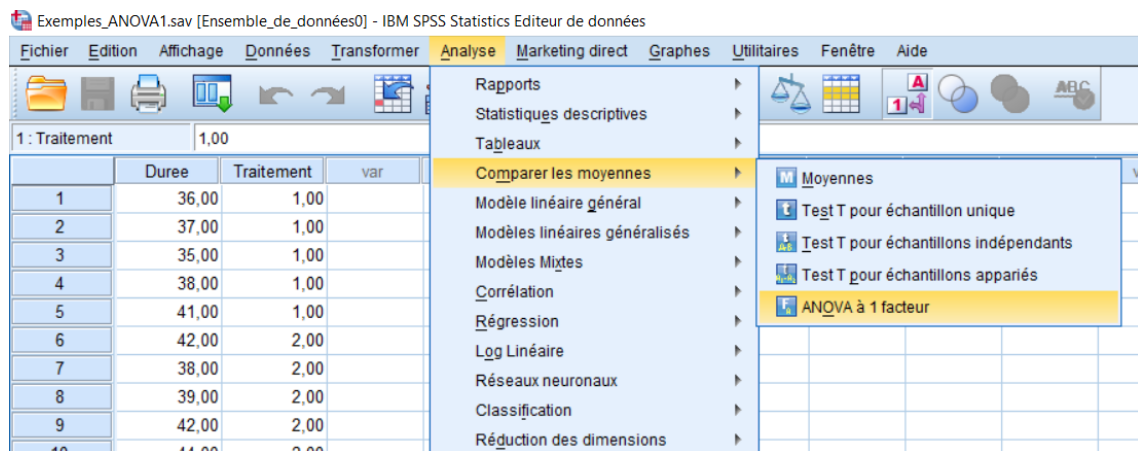 Exemples_ANOVA1.sav [Ensemble_de_données0] - IBM SPSS Statistics Editeur de données
Fichier Edition Affichage Données Transformer Analyse Marketing direct Graphes Utilitaires Fenêtre Aide
A
1
ABC
1 : Traitement 1,00
Duree Traitement var
1 36,00 1,00
2 37,00 1,00
3 35,00 1,00
4 38,00 1,00
5 41,00 1,00
6 42,00 2,00
7 38,00 2,00
8 39,00 2,00
9 42,00 2,00
Rapports
Statistiques descriptives
Tableaux
Comparer les moyennes
Modèle linéaire général
Modèles linéaires généralisés
Modèles Mixtes
Corrélation
Régression
Log Linéaire
Réseaux neuronaux
Classification
Réduction des dimensions
M Moyennes
t Test T pour échantillon unique
Test T pour échantillons indépendants
Test T pour échantillons appariés
ANOVA à 1 facteur